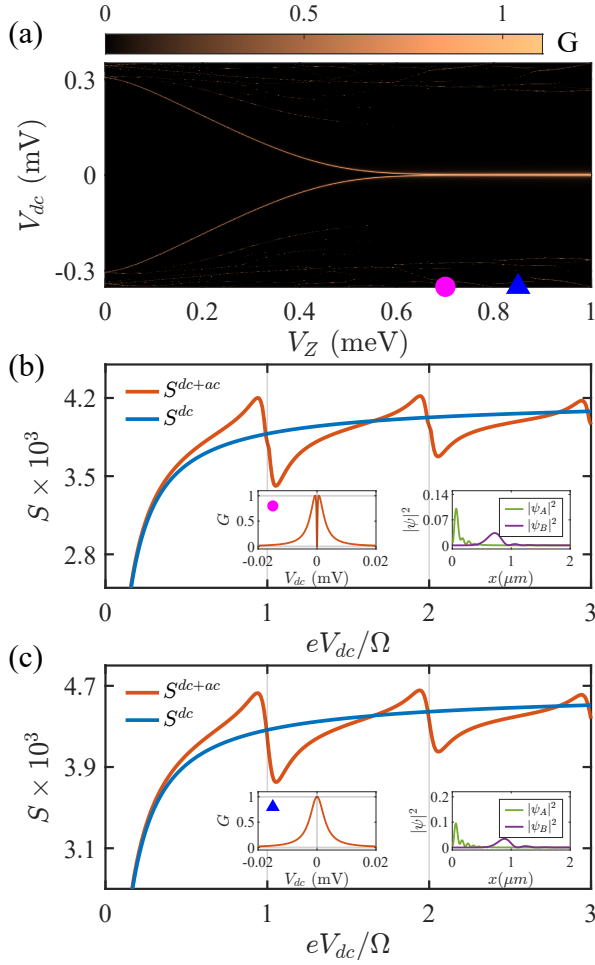 (a)
0 1 G
0.3
0
-0.3
V_dc (mV)
0 0.2 0.4 0.6 0.8 1
V_Z (meV)
(b)
S^{dc+ac}
S^{dc}
4.2
3.5
2.8
S × 10^3
G
1
0
-0.02 0 0.02
V_dc (mV)
|ψ|^2
0.14
0.07
0
|ψ_A|^2
|ψ_B|^2
0 1 2
x(μm)
0 1 2 3
eV_dc/Ω
(c)
S^{dc+ac}
S^{dc}
4.7
3.9
3.1
S × 10^3
G
1
0
-0.02 0 0.02
V_dc (mV)
|ψ|^2
0.2
0.1
0
|ψ_A|^2
|ψ_B|^2
0 1 2
x(μm)
0 1 2 3
eV_dc/Ω